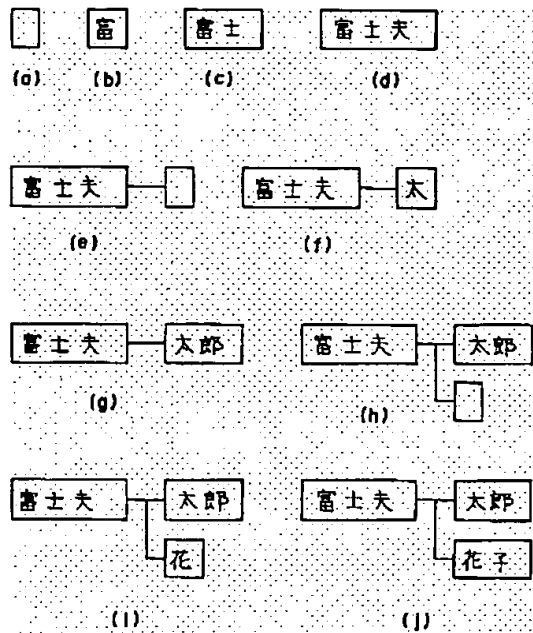 富 富士 富士夫
(a) (b) (c) (d)
富士夫 富士夫 太
(e) (f)
富士夫 太郎 富士夫 太郎
(g) (h)
富士夫 太郎 富士夫 太郎
花 花子
(i) (j)